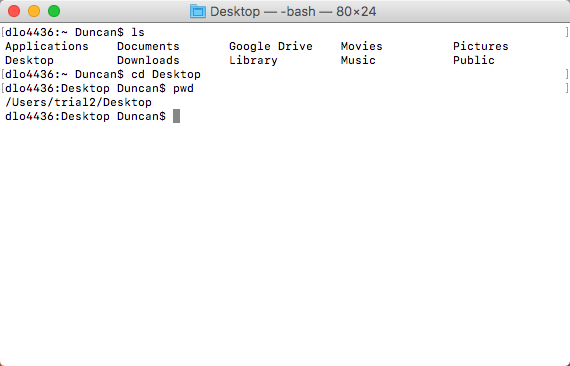 Desktop — -bash — 80×24
[dlo4436:~ Duncan$ ls ]
Applications Documents Google Drive Movies Pictures
Desktop Downloads Library Music Public
[dlo4436:~ Duncan$ cd Desktop ]
[dlo4436:Desktop Duncan$ pwd ]
/Users/trial2/Desktop
dlo4436:Desktop Duncan$